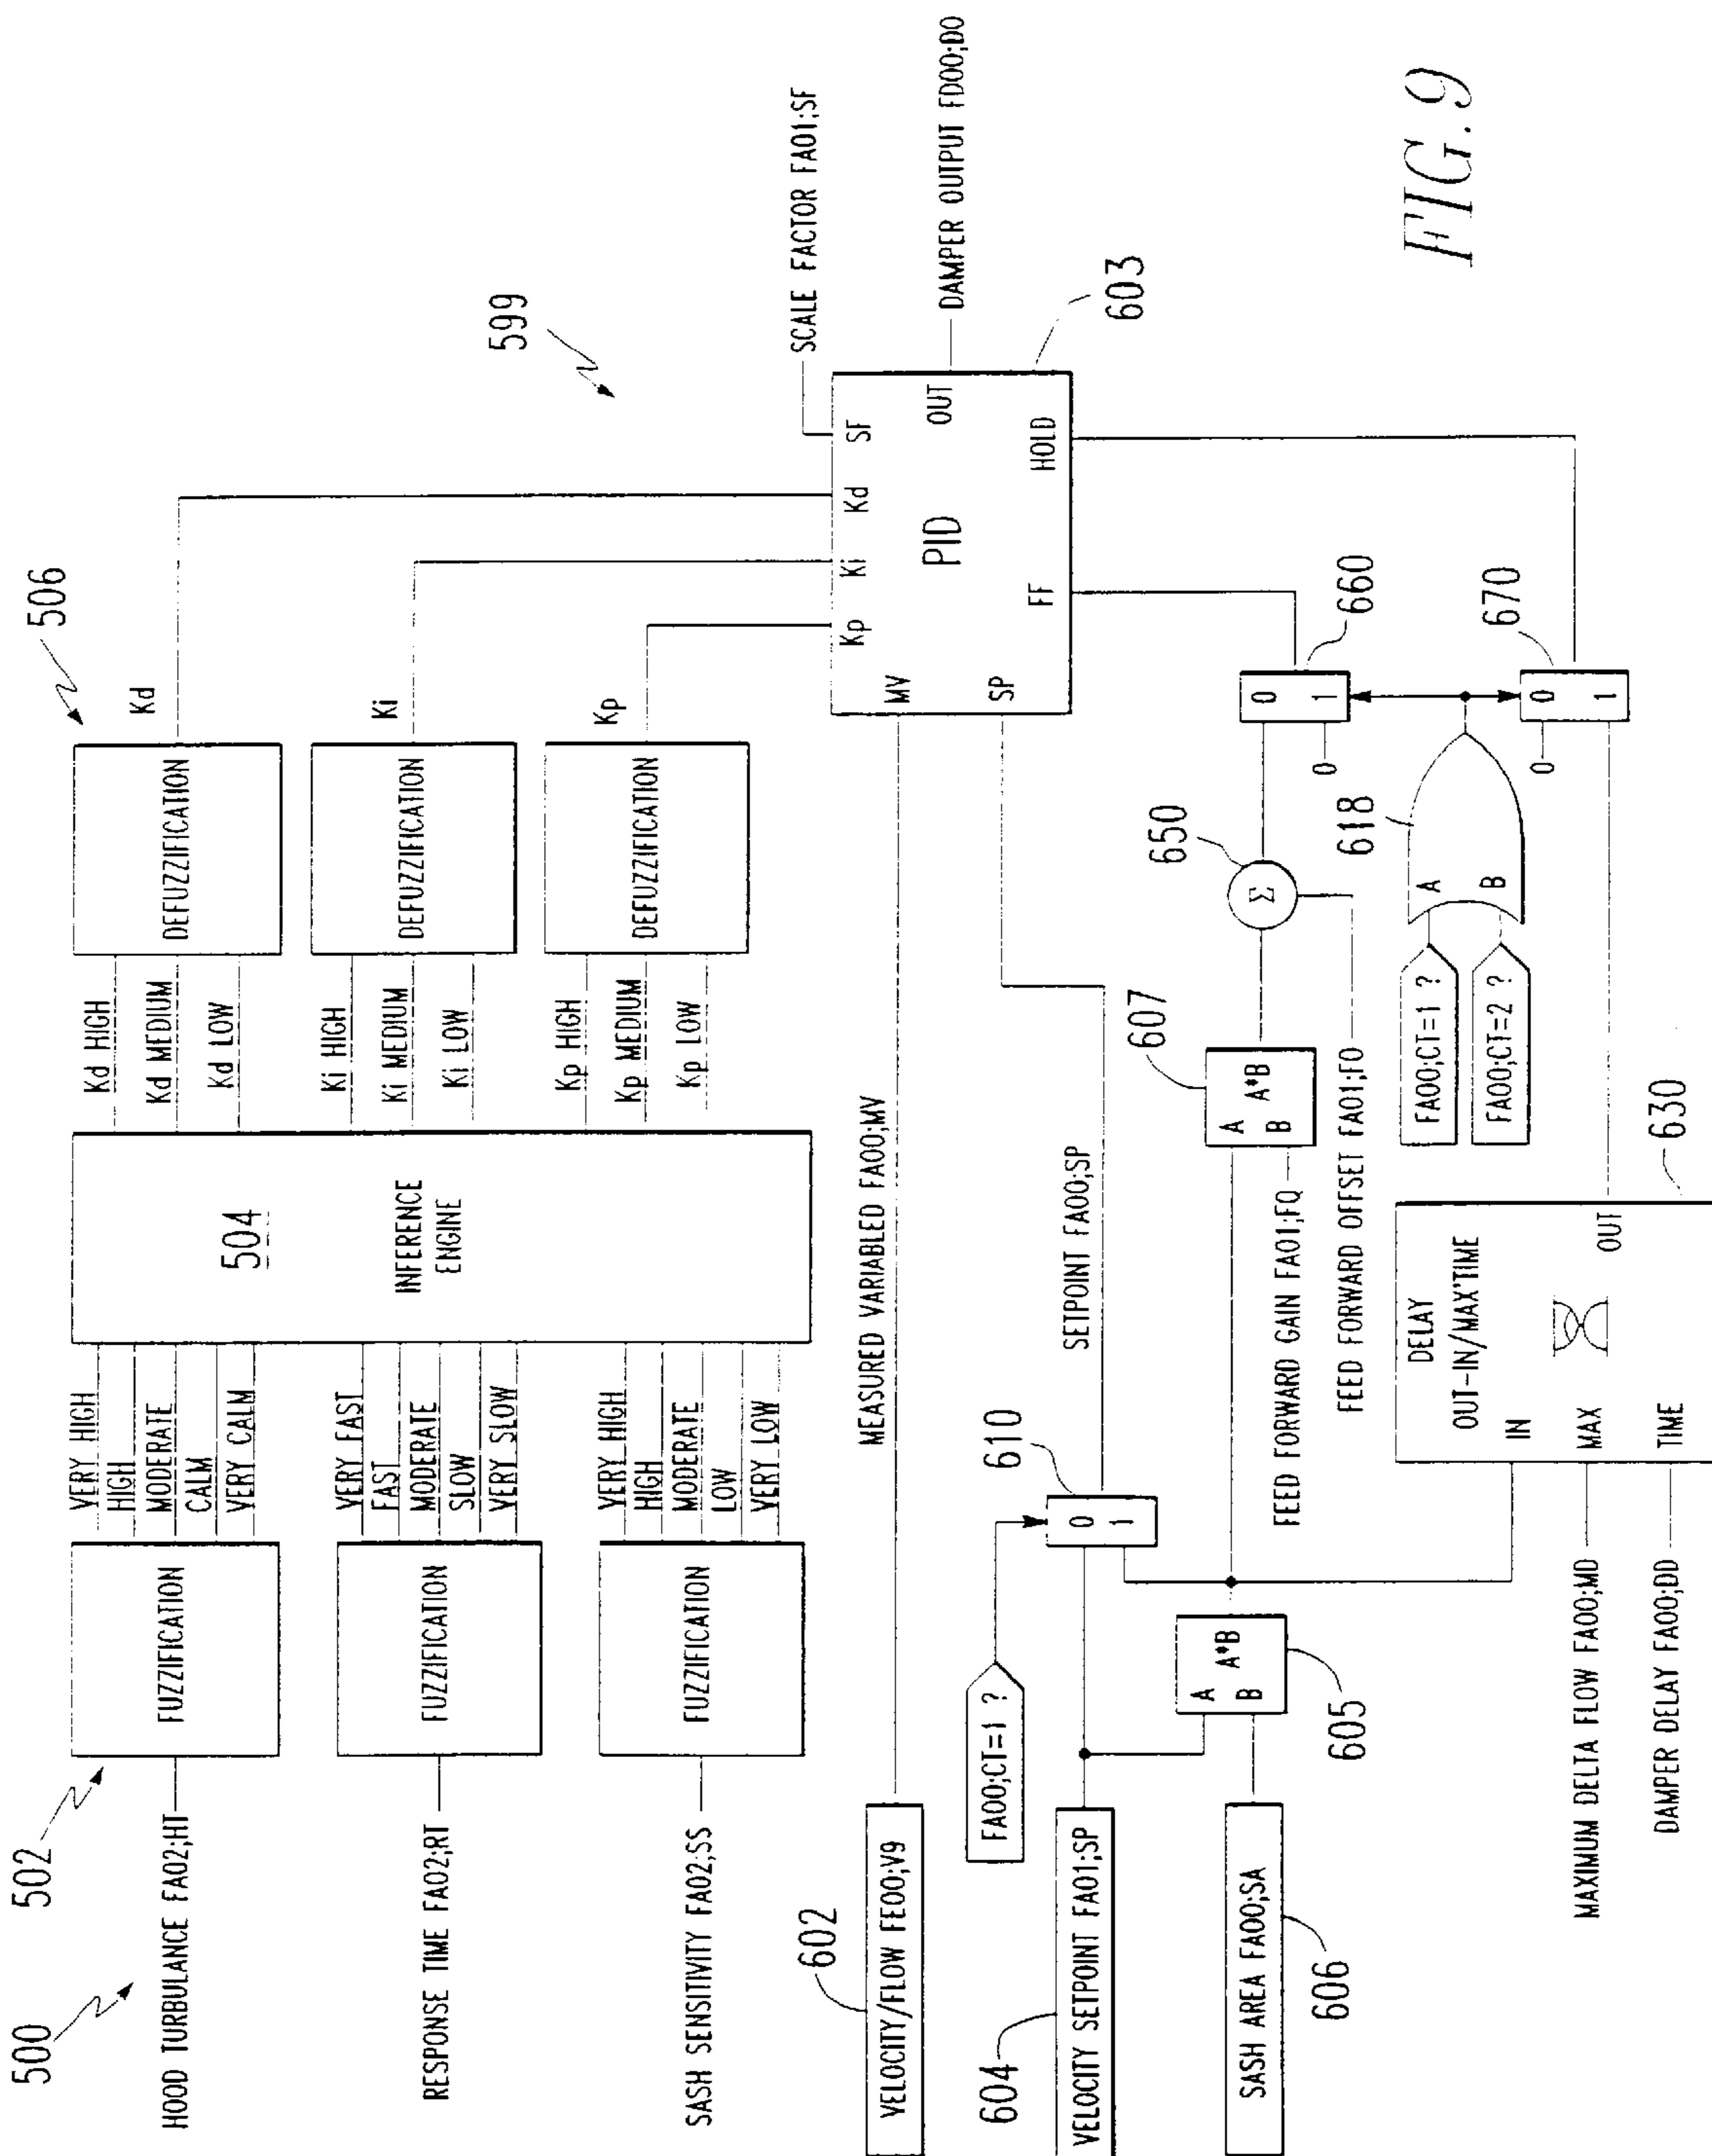 500
502
506
599
HOOD TURBULANCE FA02;HT
FUZZIFICATION
VERY HIGH
HIGH
MODERATE
CALM
VERY CALM
RESPONSE TIME FA02;RT
FUZZIFICATION
VERY FAST
FAST
MODERATE
SLOW
VERY SLOW
SASH SENSITIVITY FA02;SS
FUZZIFICATION
VERY HIGH
HIGH
MODERATE
LOW
VERY LOW
504
INFERENCE
ENGINE
Kd HIGH
Kd MEDIUM
Kd LOW
DEFUZZIFICATION
Kd
Ki HIGH
Ki MEDIUM
Ki LOW
DEFUZZIFICATION
Ki
Kp HIGH
Kp MEDIUM
Kp LOW
DEFUZZIFICATION
Kp
SCALE FACTOR FA01;SF
602
VELOCITY/FLOW FE00;V9
MEASURED VARIABLED FA00;MV
Kp
Ki
Kd
SF
MV
SP
PID
OUT
FF
HOLD
DAMPER OUTPUT FD00;DO
603
FA00;CT=1 ?
610
0
1
SETPOINT FA00;SP
604
VELOCITY SETPOINT FA01;SP
606
SASH AREA FA00;SA
A
B
A*B
605
607
A
B
A*B
FEED FORWARD GAIN FA01;FQ
650
Σ
FEED FORWARD OFFSET FA01;FO
0
1
0
660
FA00;CT=1 ?
FA00;CT=2 ?
A
B
618
0
1
0
670
MAXIMUM DELTA FLOW FA00;MD
DAMPER DELAY FA00;DD
DELAY
OUT-IN/MAX*TIME
IN
MAX
TIME
OUT
630
FIG. 9